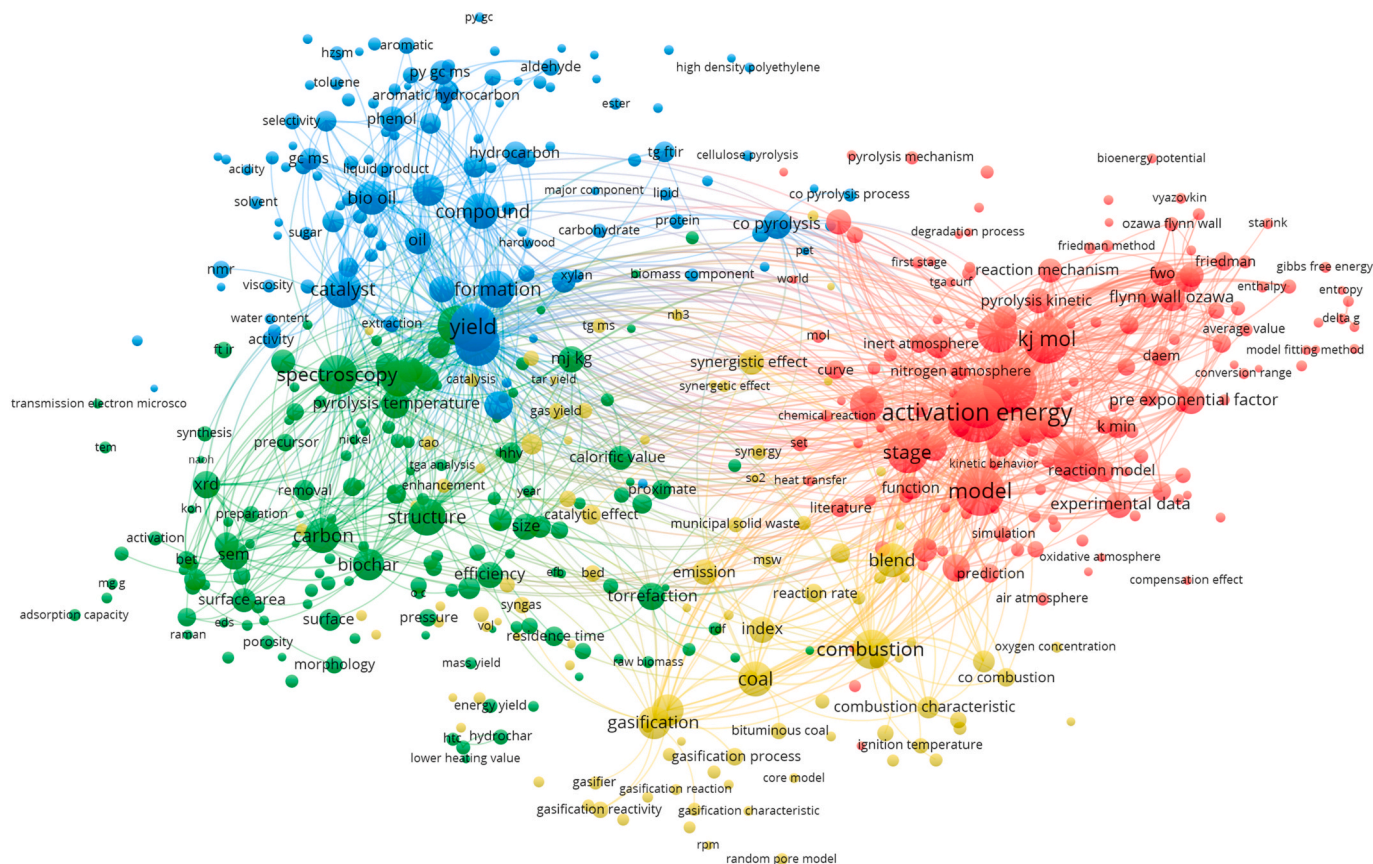 py gc
aromatic
hzsm
py gc ms
aldehyde
high density polyethylene
toluene
aromatic hydrocarbon
ester
phenol
selectivity
gc ms
hydrocarbon
tg ftir
cellulose pyrolysis
pyrolysis mechanism
bioenergy potential
acidity
liquid product
bio oil
major component
lipid
co pyrolysis process
vyazovkin
solvent
compound
ozawa flynn wall
starink
sugar
oil
hardwood
carbohydrate
protein
co pyrolysis
degradation process
friedman method
nmr
xylan
biomass component
pet
world
first stage
tga curf
reaction mechanism
fwo
friedman
gibbs free energy
viscosity
catalyst
formation
pyrolysis kinetic
flynn wall ozawa
enthalpy
entropy
water content
extraction
yield
tg ms
nh3
mol
inert atmosphere
kj mol
average value
delta g
activity
ft ir
mj kg
synergistic effect
curve
nitrogen atmosphere
daem
model fitting method
spectroscopy
catalysis
tar yield
synergetic effect
conversion range
transmission electron microsco
pyrolysis temperature
gas yield
chemical reaction
activation energy
pre exponential factor
synthesis
precursor
nickel
cao
hhv
calorific value
synergy
set
stage
k min
tem
naoh
tga analysis
kinetic behavior
reaction model
xrd
removal
enhancement
year
proximate
so2
heat transfer
function
model
koh
preparation
structure
size
catalytic effect
municipal solid waste
literature
experimental data
activation
carbon
simulation
bet
sem
biochar
efficiency
efb
bed
emission
msw
blend
oxidative atmosphere
mg g
surface area
o c
torrefaction
reaction rate
prediction
compensation effect
adsorption capacity
raman
eds
surface
pressure
syngas
vol
air atmosphere
porosity
residence time
rdf
index
morphology
mass yield
raw biomass
combustion
oxygen concentration
coal
co combustion
energy yield
gasification
combustion characteristic
htc
hydrochar
bituminous coal
ignition temperature
lower heating value
gasification process
gasifier
gasification reaction
core model
gasification reactivity
gasification characteristic
rpm
random pore model